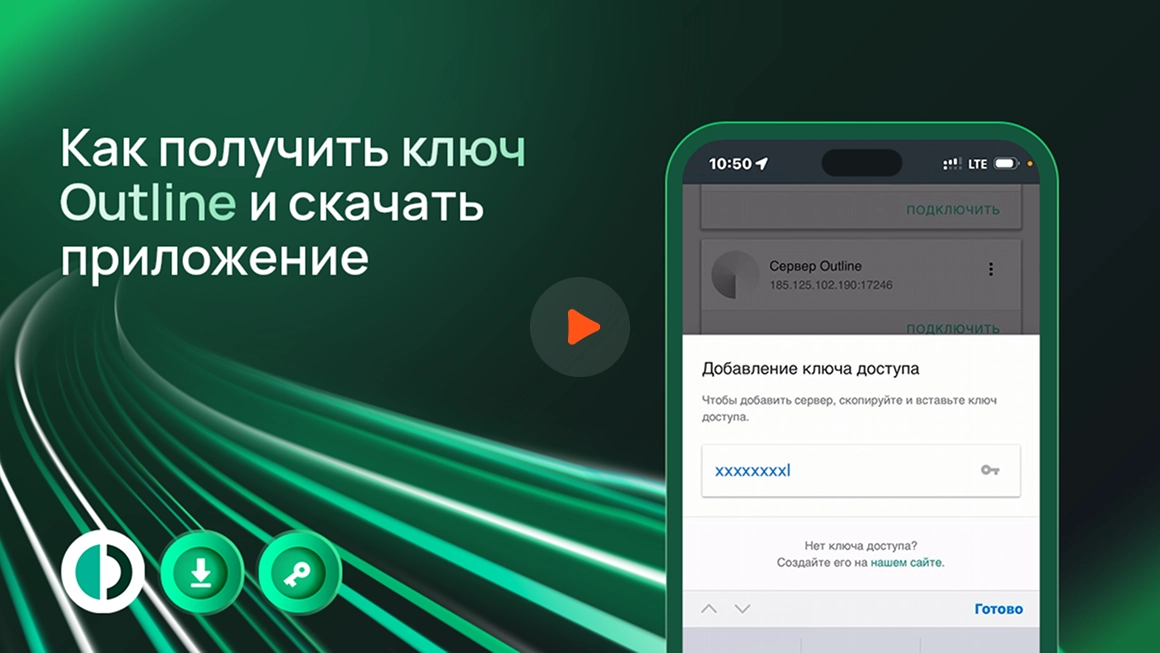 Как получить ключ
Outline и скачать
приложение
10:50
LTE
ПОДКЛЮЧИТЬ
Сервер Outline
185.125.102.190:17246
ПОДКЛЮЧИТЬ
Добавление ключа доступа
Чтобы добавить сервер, скопируйте и вставьте ключ
доступа.
xxxxxxxxl
Нет ключа доступа?
Создайте его на нашем сайте.
Готово